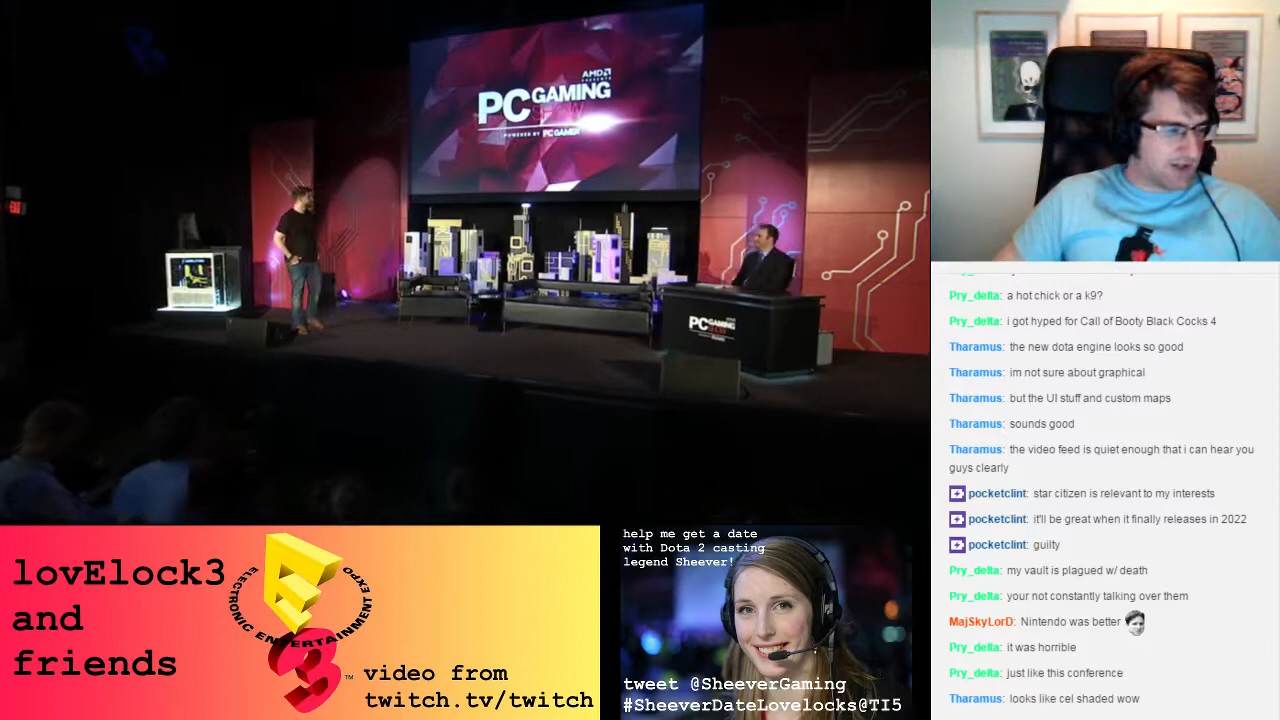 AMD
PRESENTS
PC GAMING
SHOW
POWERED BY PC GAMER
PC GAMING
SHOW
lovElock3
and
friends
ELECTRONIC ENTERTAINMENT EXPO
E3
TM
video from
twitch.tv/twitch
help me get a date
with Dota 2 casting
legend Sheever!
tweet @SheeverGaming
#SheeverDateLovelocks@TI5
Pry_delta: a hot chick or a k9?
Pry_delta: i got hyped for Call of Booty Black Cocks 4
Tharamus: the new dota engine looks so good
Tharamus: im not sure about graphical
Tharamus: but the UI stuff and custom maps
Tharamus: sounds good
Tharamus: the video feed is quiet enough that i can hear you
guys clearly
pocketclint: star citizen is relevant to my interests
pocketclint: it'll be great when it finally releases in 2022
pocketclint: guilty
Pry_delta: my vault is plagued w/ death
Pry_delta: your not constantly talking over them
MajSkyLorD: Nintendo was better
Pry_delta: it was horrible
Pry_delta: just like this conference
Tharamus: looks like cel shaded wow